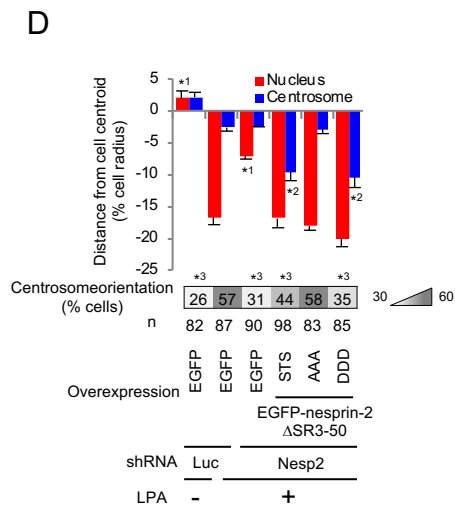 D
Nucleus
Centrosome
Distance from cell centroid
(% cell radius)
5
0
-5
-10
-15
-20
-25
*1
*1
*2
*2
*3 *3 *3 *3
Centrosomeorientation
(% cells)
26 57 31 44 58 35
30 60
n 82 87 90 98 83 85
Overexpression
EGFP EGFP EGFP STS AAA DDD
EGFP-nesprin-2
ΔSR3-50
shRNA Luc Nesp2
LPA - +